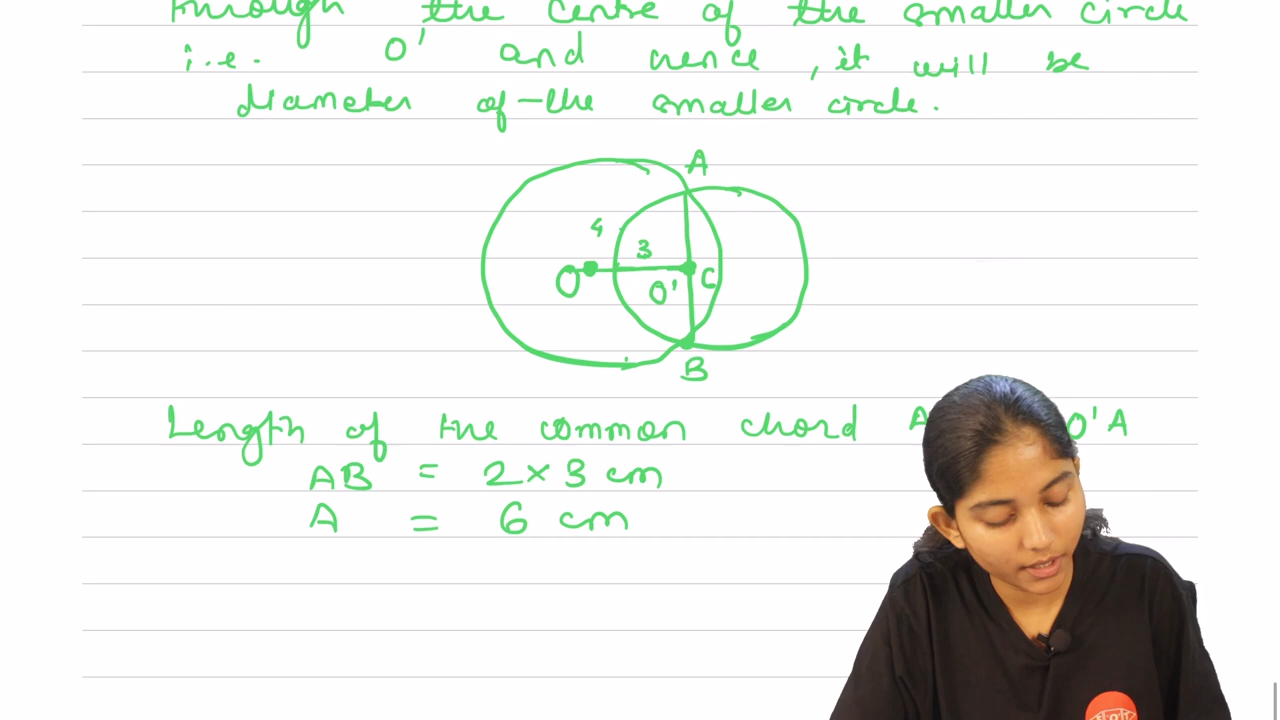 through the centre of the smaller circle
i.e. O' and hence, it will be
diameter of the smaller circle.
A
4
3
O
O'
C
B
Length of the common chord A O'A
AB = 2×3 cm
A = 6 cm